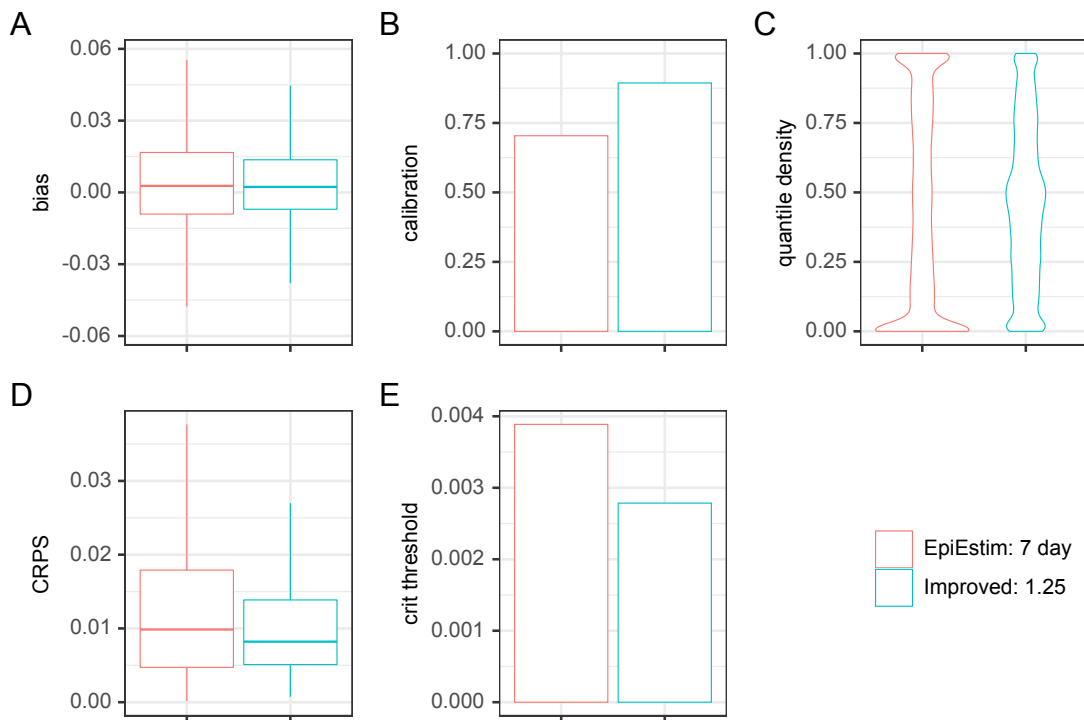 A
0.06
0.03
0.00
-0.03
-0.06
bias
B
1.00
0.75
0.50
0.25
0.00
calibration
C
1.00
0.75
0.50
0.25
0.00
quantile density
D
0.03
0.02
0.01
0.00
CRPS
E
0.004
0.003
0.002
0.001
0.000
crit threshold
EpiEstim: 7 day
Improved: 1.25